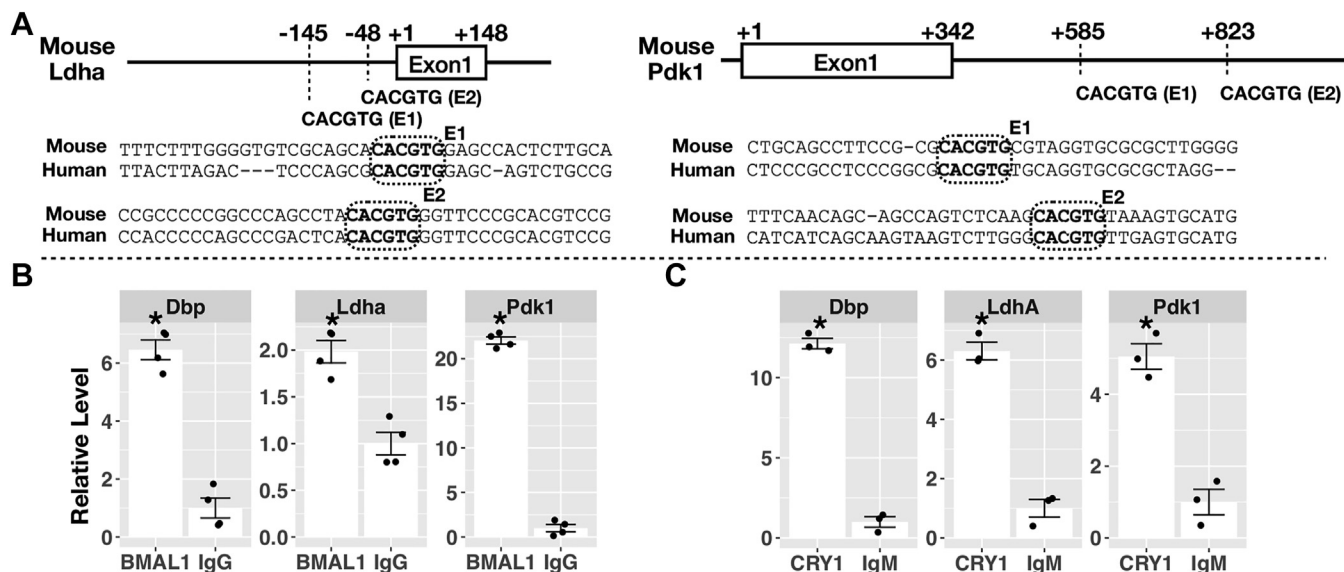 A
Mouse Ldha
-145 -48 +1 +148
Exon1
CACGTG (E2)
CACGTG (E1)
E1
Mouse TTTCTTTGGGGTGTCGCAGCACACGTGGAGCCACTCTTGCA
Human TTACTTAGAC---TCCCAGCGCACGTGGAGC-AGTCTGCCG
E2
Mouse CCGCCCCCGGCCCAGCCTACACGTGGGTTCCCGCACGTCCG
Human CCACCCCCAGCCCGACTCACACGTGGGTTCCCGCACGTCCG
Mouse Pdk1
+1 +342 +585 +823
Exon1
CACGTG (E1) CACGTG (E2)
E1
Mouse CTGCAGCCTTCCG-CGCACGTGCGTAGGTGCGCGCTTGGGG
Human CTCCCGCCTCCCGGCGCACGTGTGCAGGTGCGCGCTAGG--
E2
Mouse TTTCAACAGC-AGCCAGTCTCAAGCACGTGTAAAGTGCATG
Human CATCATCAGCAAGTAAGTCTTGGGCACGTGTTGAGTGCATG
B
Relative Level
Dbp
*
6
4
2
0
BMAL1 IgG
Ldha
*
2.0
1.5
1.0
0.5
0.0
BMAL1 IgG
Pdk1
*
20
15
10
5
0
BMAL1 IgG
C
Dbp
*
10
5
0
CRY1 IgM
LdhA
*
6
4
2
0
CRY1 IgM
Pdk1
*
4
2
0
CRY1 IgM